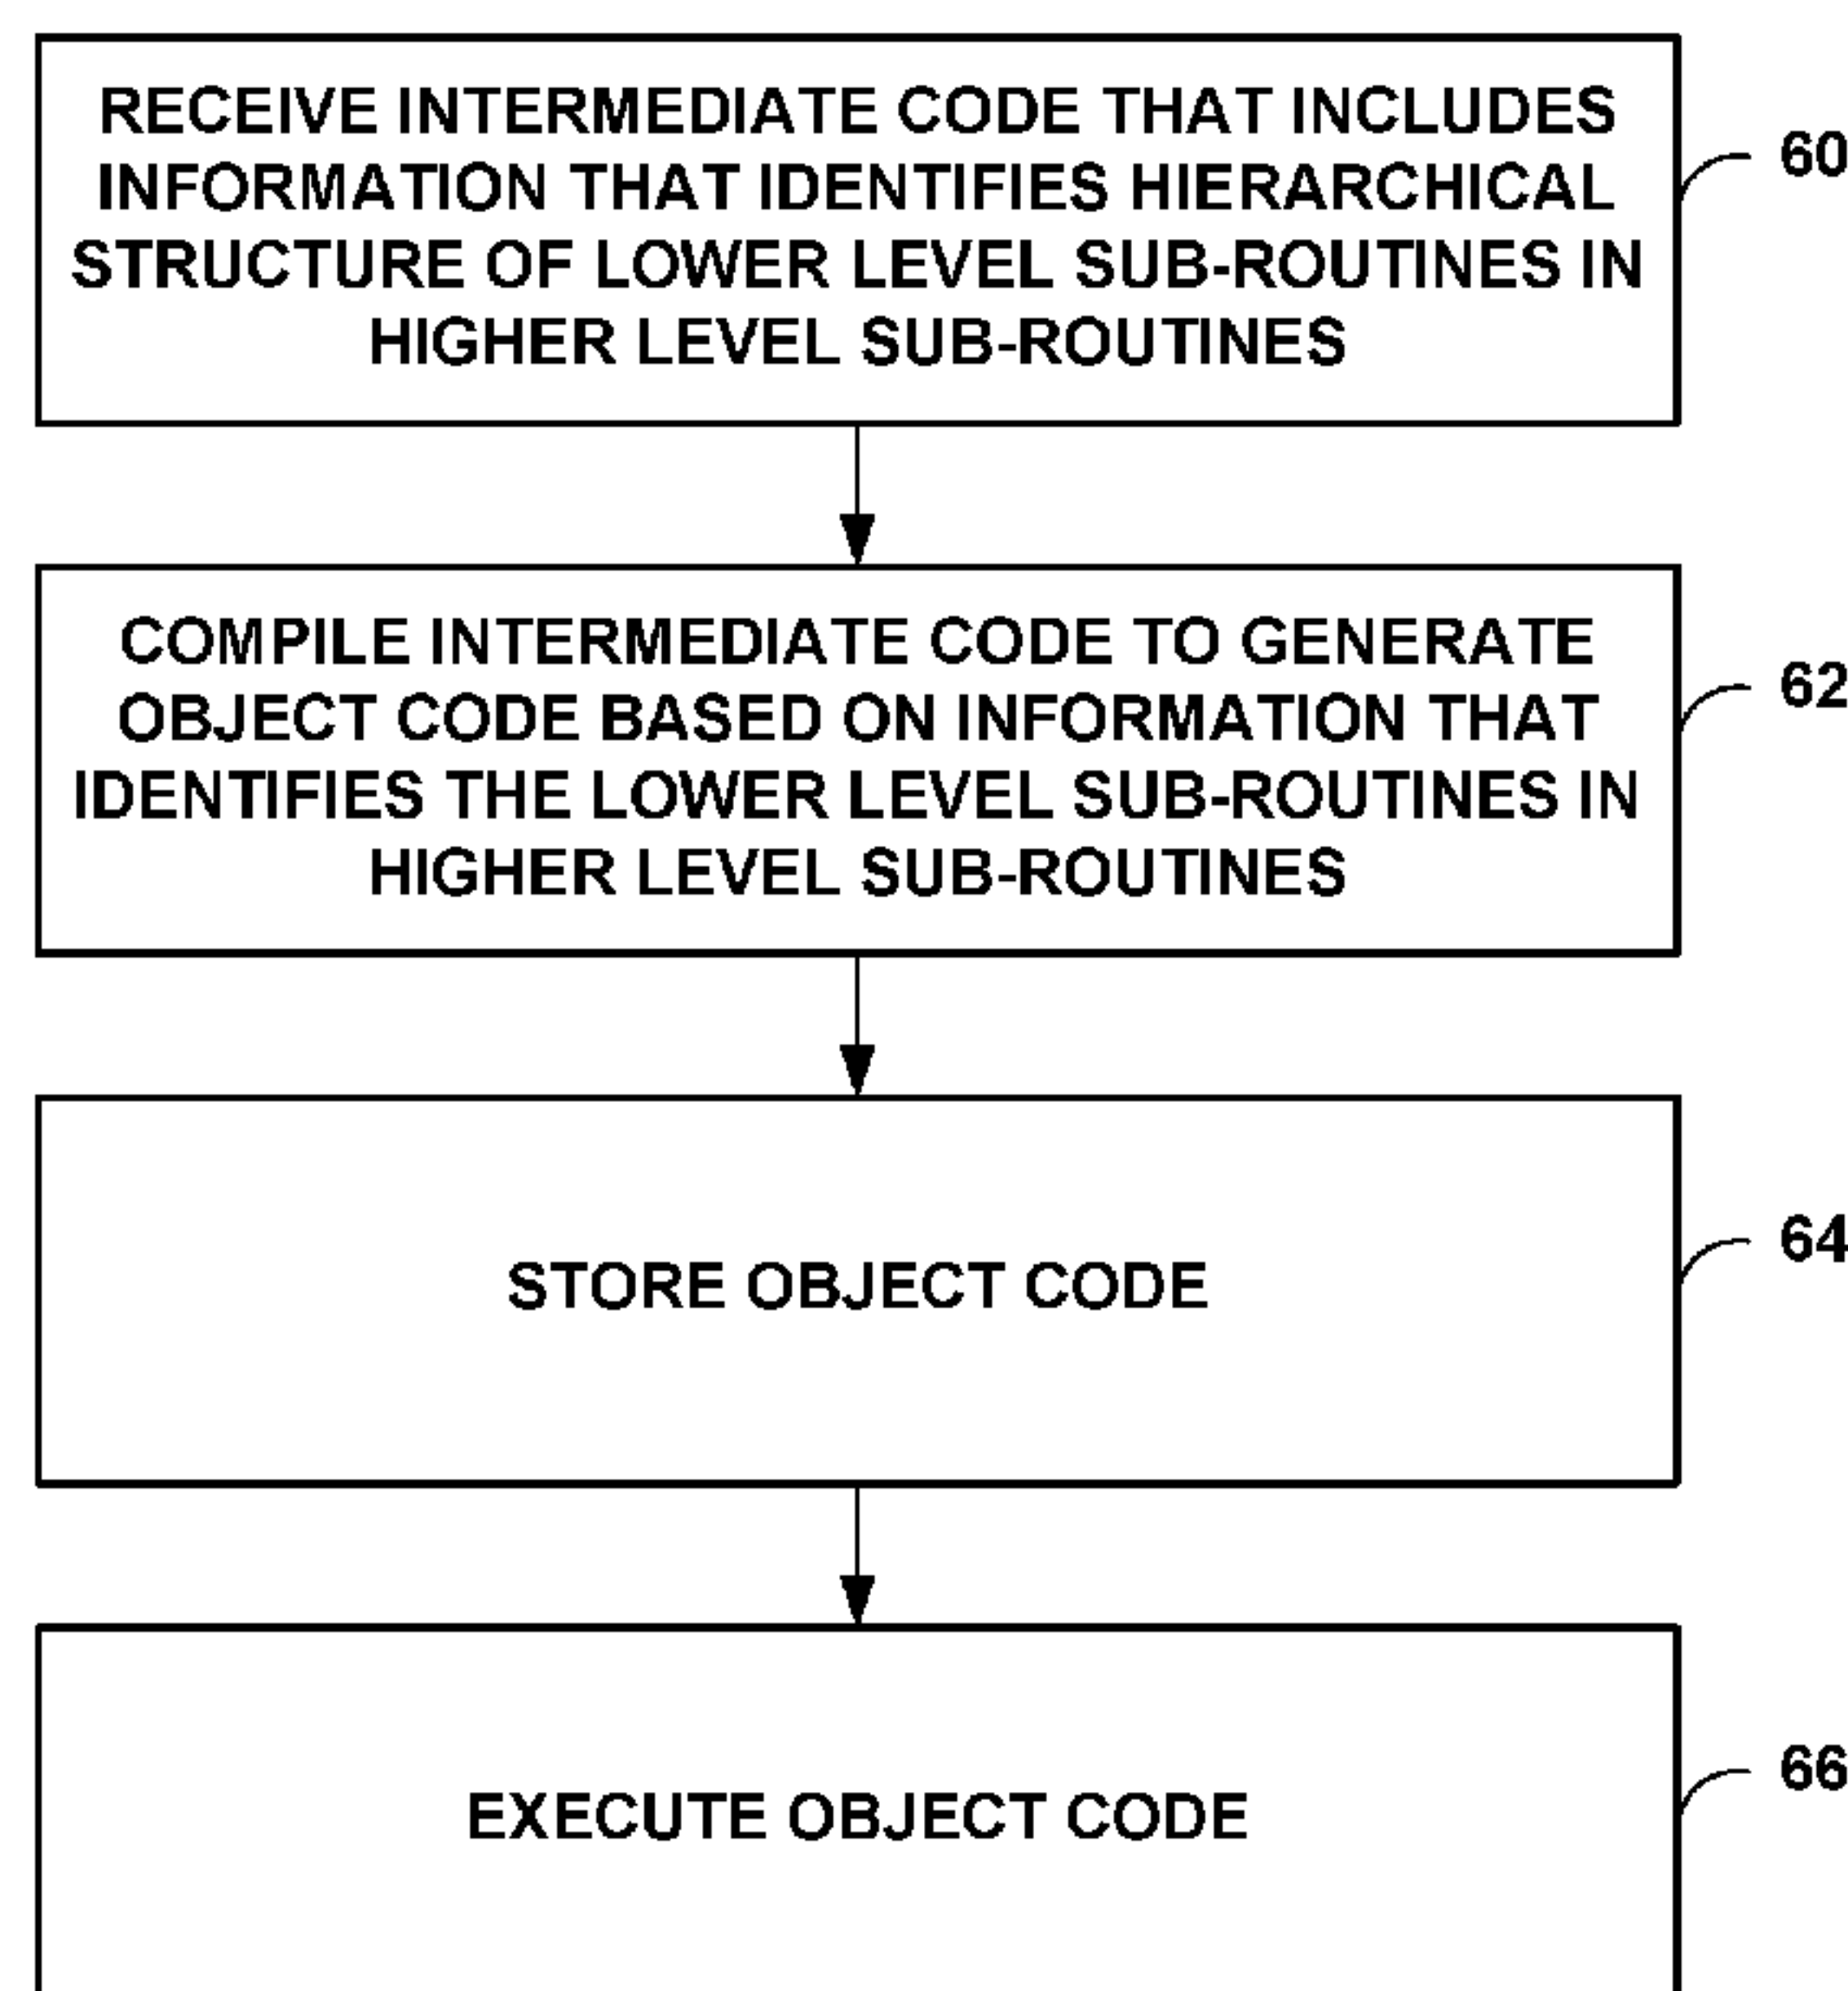 RECEIVE INTERMEDIATE CODE THAT INCLUDES
INFORMATION THAT IDENTIFIES HIERARCHICAL
STRUCTURE OF LOWER LEVEL SUB-ROUTINES IN
HIGHER LEVEL SUB-ROUTINES
60
COMPILE INTERMEDIATE CODE TO GENERATE
OBJECT CODE BASED ON INFORMATION THAT
IDENTIFIES THE LOWER LEVEL SUB-ROUTINES IN
HIGHER LEVEL SUB-ROUTINES
62
STORE OBJECT CODE
64
EXECUTE OBJECT CODE
66